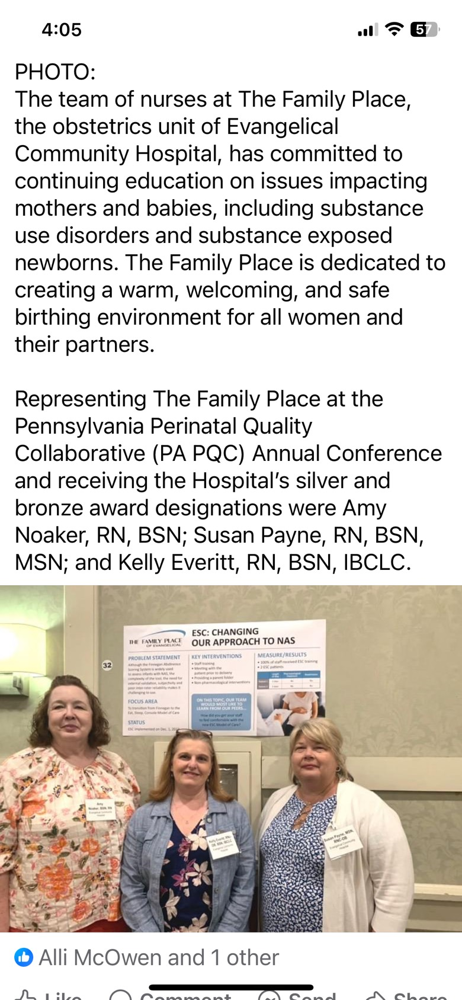 4:05
57
PHOTO:
The team of nurses at The Family Place,
the obstetrics unit of Evangelical
Community Hospital, has committed to
continuing education on issues impacting
mothers and babies, including substance
use disorders and substance exposed
newborns. The Family Place is dedicated to
creating a warm, welcoming, and safe
birthing environment for all women and
their partners.
Representing The Family Place at the
Pennsylvania Perinatal Quality
Collaborative (PA PQC) Annual Conference
and receiving the Hospital’s silver and
bronze award designations were Amy
Noaker, RN, BSN; Susan Payne, RN, BSN,
MSN; and Kelly Everitt, RN, BSN, IBCLC.
32
THE FAMILY PLACE
OF EVANGELICAL
ESC: CHANGING
OUR APPROACH TO NAS
PROBLEM STATEMENT
Although the Finnegan Abstinence
Scoring System is widely used
to assess infants with NAS, the
complexity of the tool, the need for
external validation, subjectivity and
poor inter-rater reliability makes it
challenging to use.
FOCUS AREA
To transition from Finnegan to the
Eat, Sleep, Console Model of Care
STATUS
ESC implemented on Dec. 1,
KEY INTERVENTIONS
• Staff training
• Meeting with the
patient prior to delivery
• Providing a parent folder
• Non-pharmacological interventions
ON THIS TOPIC, OUR TEAM
WOULD MOST LIKE TO
LEARN FROM OUR PEERS...
How did you get your staff
to feel comfortable with the
new ESC Model of Care?
MEASURE/RESULTS
• 100% of staff received ESC training
• 2 ESC patients
Amy
Noaker, BSN, RN
Evangelical Community
Hospital
Kelly Everitt, RN
Evangelical Community
Hospital
Susan Payne, MSN,
RNC-OB
Evangelical Community
Hospital
Alli McOwen and 1 other
Like
Comment
Send
Share